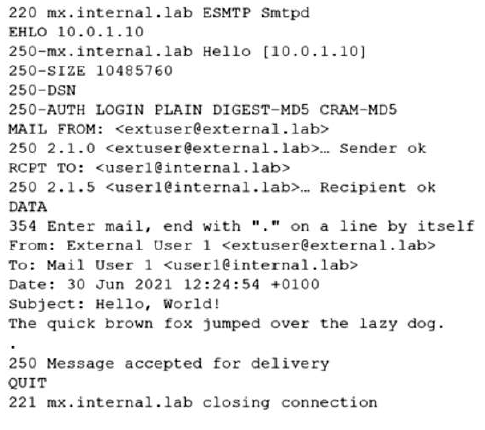 220 mx.internal.lab ESMTP Smtpd
EHLO 10.0.1.10
250-mx.internal.lab Hello [10.0.1.10]
250-SIZE 10485760
250-DSN
250-AUTH LOGIN PLAIN DIGEST-MD5 CRAM-MD5
MAIL FROM: <extuser@external.lab>
250 2.1.0 <extuser@external.lab>… Sender ok
RCPT TO: <user1@internal.lab>
250 2.1.5 <user1@internal.lab>… Recipient ok
DATA
354 Enter mail, end with "." on a line by itself
From: External User 1 <extuser@external.lab>
To: Mail User 1 <user1@internal.lab>
Date: 30 Jun 2021 12:24:54 +0100
Subject: Hello, World!
The quick brown fox jumped over the lazy dog.
.
250 Message accepted for delivery
QUIT
221 mx.internal.lab closing connection